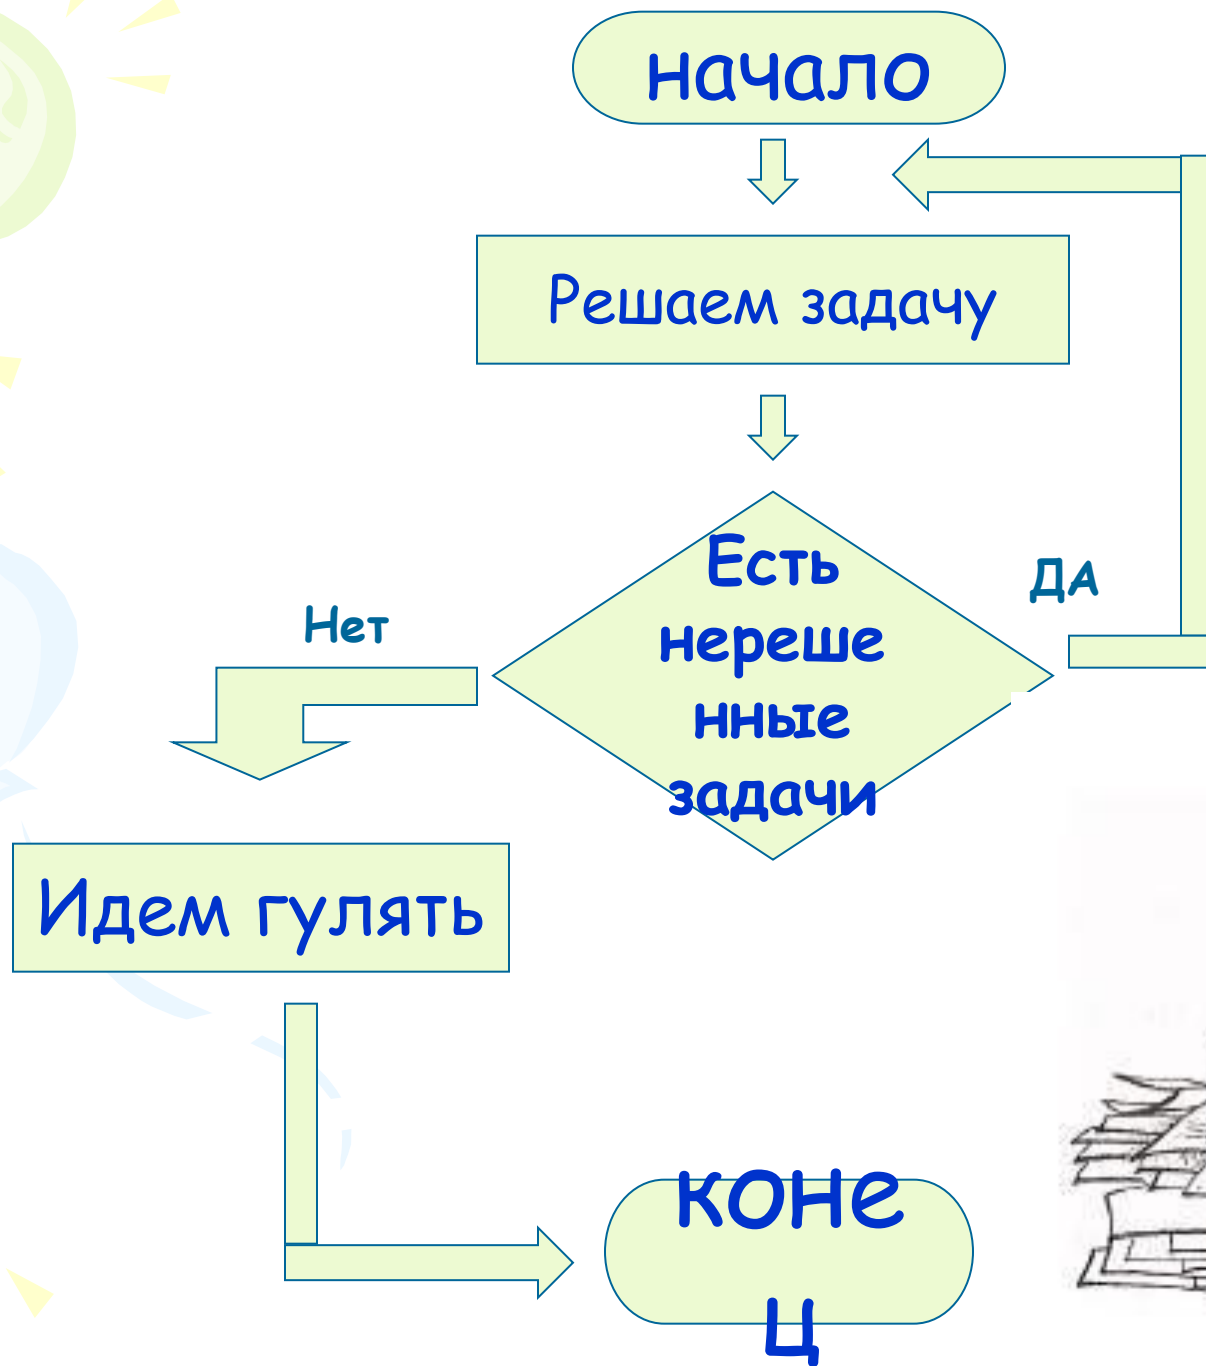 начало
Решаем задачу
Есть
нереше
нные
задачи
ДА
Нет
Идем гулять
коне
ц